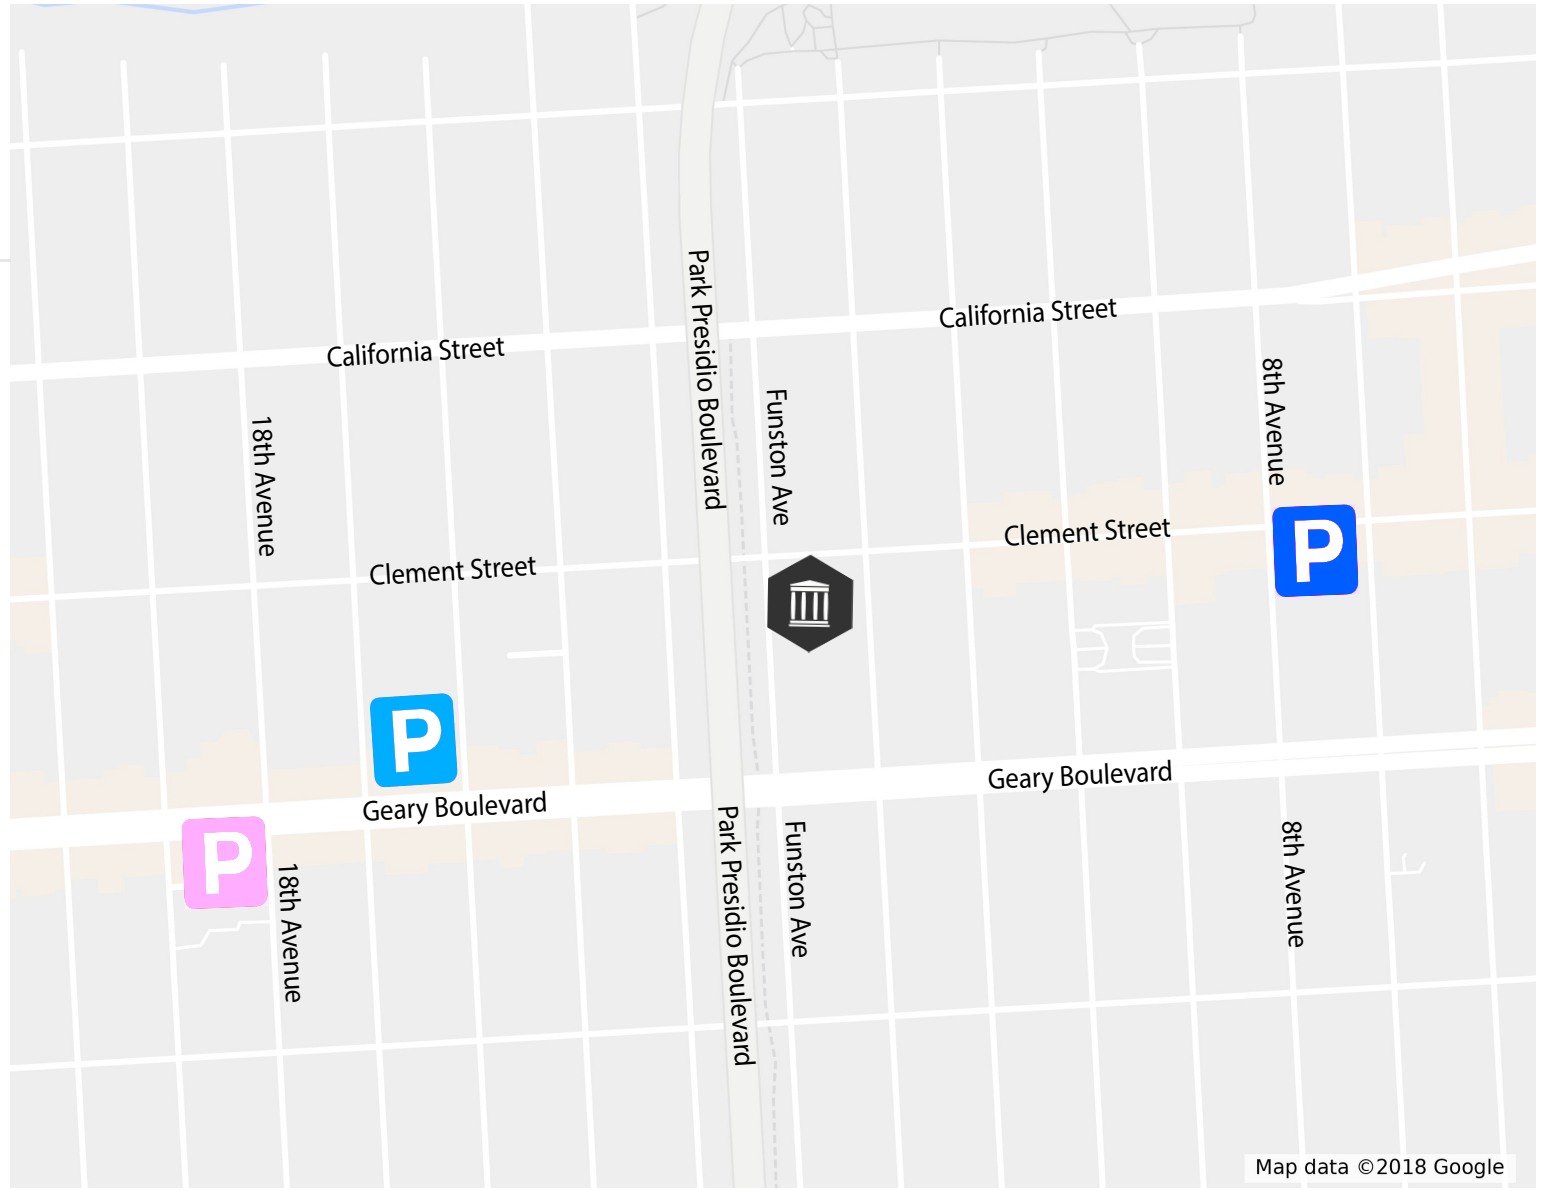 Park Presidio Boulevard
California Street
California Street
8th Avenue
Funston Ave
18th Avenue
Clement Street
P
Clement Street
P
Geary Boulevard
Geary Boulevard
P
Park Presidio Boulevard
Funston Ave
8th Avenue
18th Avenue
Map data ©2018 Google